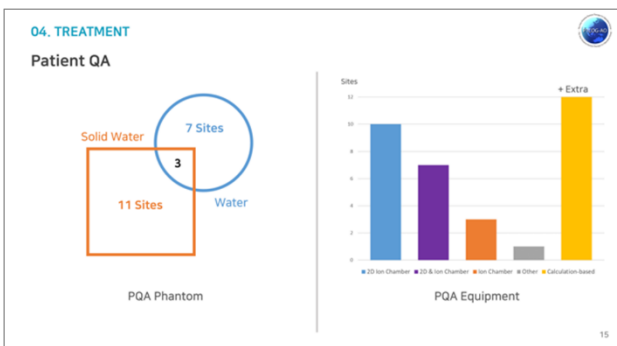 04. TREATMENT
Patient QA
Solid Water
7 Sites
3
11 Sites
Water
PQA Phantom
Sites
+ Extra
12
10
8
6
4
2
0
2D Ion Chamber 2D & Ion Chamber Ion Chamber Other Calculation-based
PQA Equipment
15